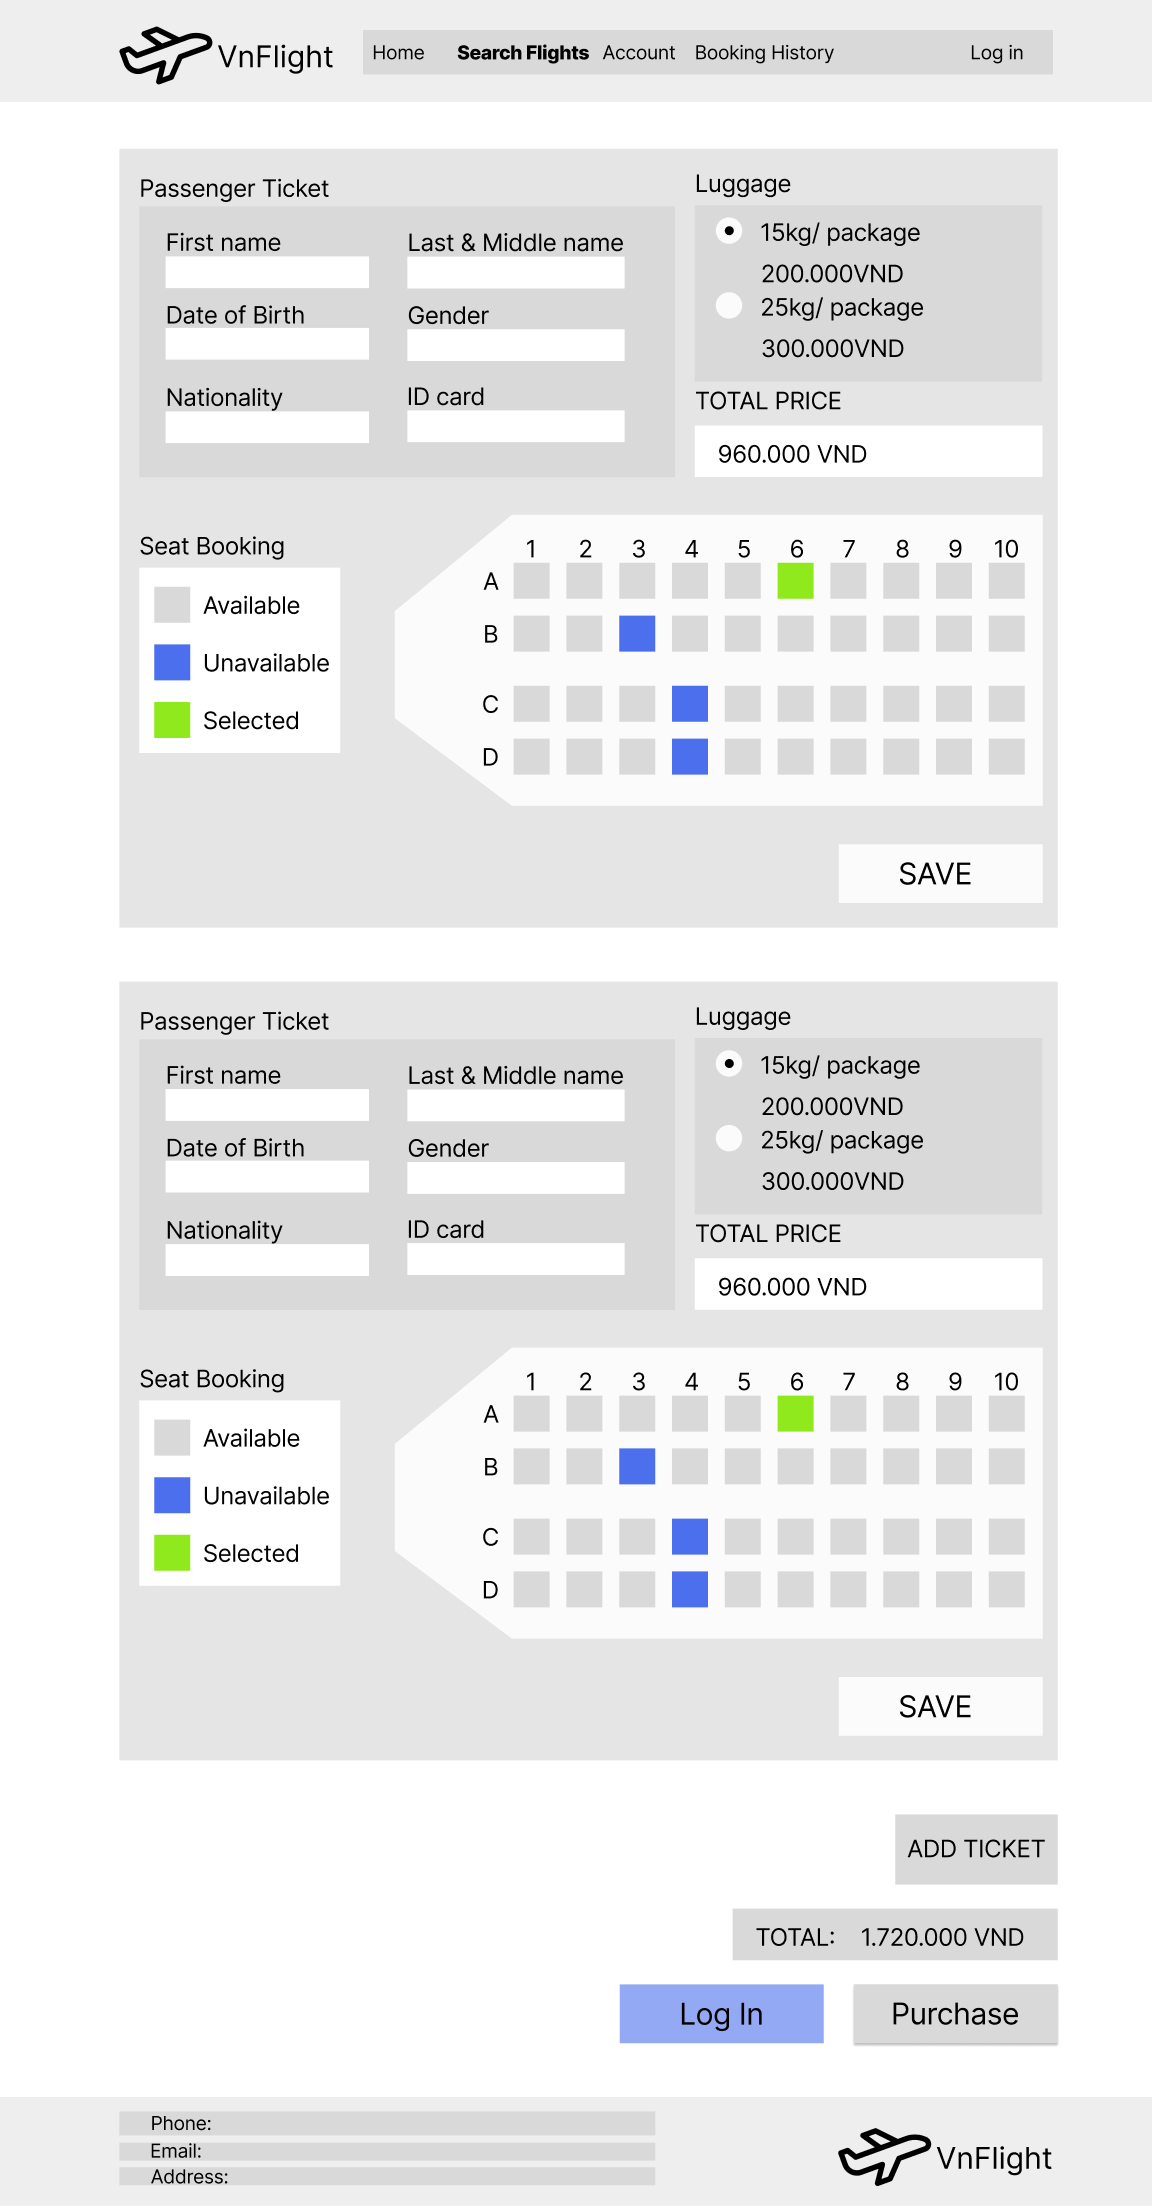 VnFlight
Home Search Flights Account Booking History Log in
Passenger Ticket
First name Last & Middle name
Date of Birth Gender
Nationality ID card
Luggage
15kg/ package
200.000VND
25kg/ package
300.000VND
TOTAL PRICE
960.000 VND
Seat Booking
Available
Unavailable
Selected
1 2 3 4 5 6 7 8 9 10
A
B
C
D
SAVE
Passenger Ticket
First name Last & Middle name
Date of Birth Gender
Nationality ID card
Luggage
15kg/ package
200.000VND
25kg/ package
300.000VND
TOTAL PRICE
960.000 VND
Seat Booking
Available
Unavailable
Selected
1 2 3 4 5 6 7 8 9 10
A
B
C
D
SAVE
ADD TICKET
TOTAL: 1.720.000 VND
Log In Purchase
Phone:
Email:
Address:
VnFlight